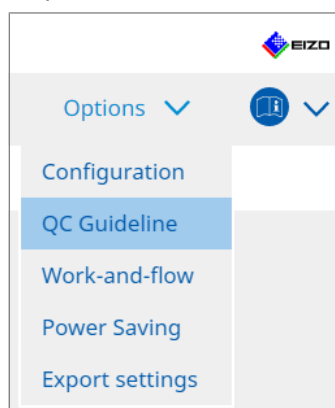 EIZO
Options
Configuration
QC Guideline
Work-and-flow
Power Saving
Export settings